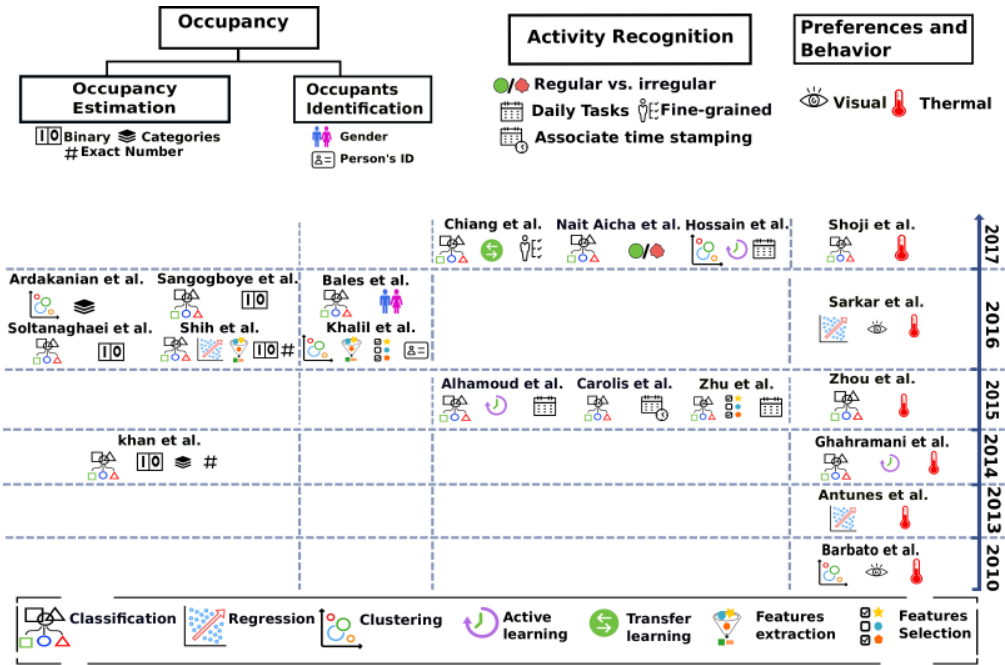 Occupancy
Occupancy
Estimation
Binary
Categories
# Exact Number
Occupants
Identification
Gender
Person's ID
Activity Recognition
Regular vs. irregular
Daily Tasks
Fine-grained
Associate time stamping
Preferences and
Behavior
Visual
Thermal
Chiang et al.
Nait Aicha et al.
Hossain et al.
Shoji et al.
2017
Ardakanian et al.
Sangogboye et al.
Bales et al.
Soltanaghaei et al.
Shih et al.
#
Khalil et al.
Sarkar et al.
2016
Alhamoud et al.
Carolis et al.
Zhu et al.
Zhou et al.
2015
khan et al.
#
Ghahramani et al.
2014
Antunes et al.
2013
Barbato et al.
2010
Classification
Regression
Clustering
Active
learning
Transfer
learning
Features
extraction
Features
Selection